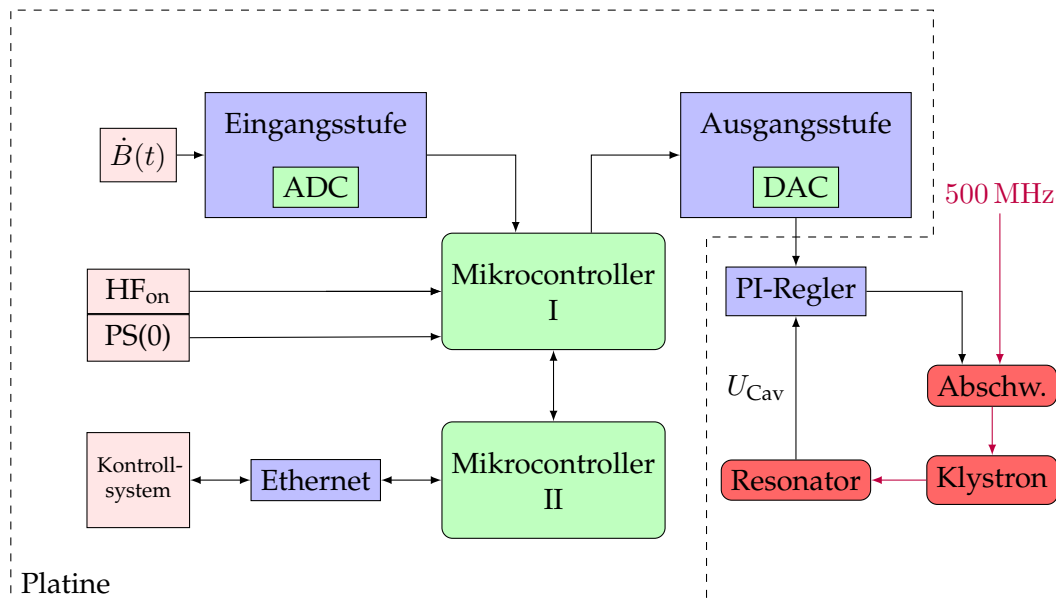 Eingangsstufe
Ausgangsstufe
Ḃ(t)
ADC
DAC
500 MHz
HF_on
PS(0)
Mikrocontroller
I
PI-Regler
U_Cav
Abschw.
Kontroll-
system
Ethernet
Mikrocontroller
II
Resonator
Klystron
Platine